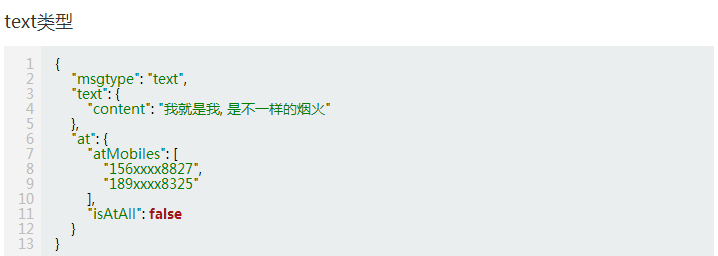 text类型
1 {
2 "msgtype": "text",
3 "text": {
4 "content": "我就是我, 是不一样的烟火"
5 },
6 "at": {
7 "atMobiles": [
8 "156xxxx8827",
9 "189xxxx8325"
10 ],
11 "isAtAll": false
12 }
13 }